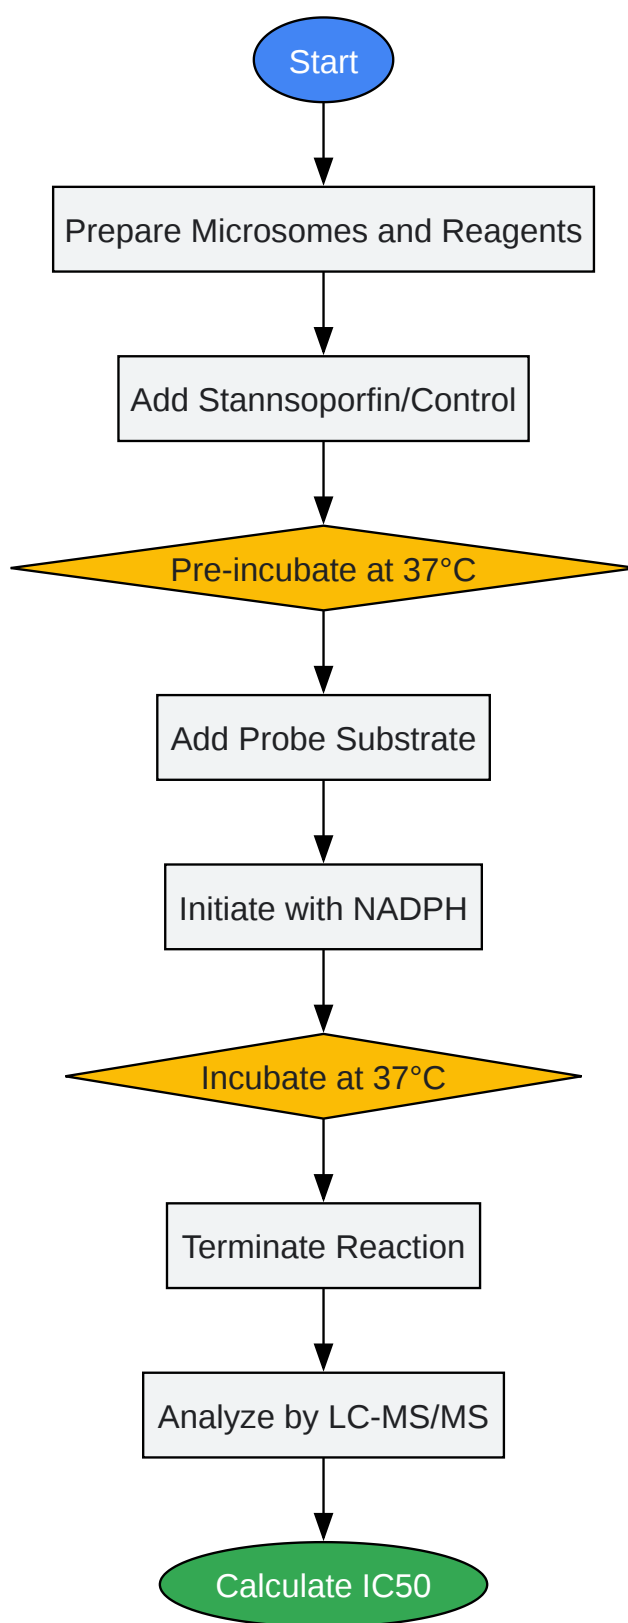 Start
Prepare Microsomes and Reagents
Add Stannsoporfin/Control
Pre-incubate at 37°C
Add Probe Substrate
Initiate with NADPH
Incubate at 37°C
Terminate Reaction
Analyze by LC-MS/MS
Calculate IC50